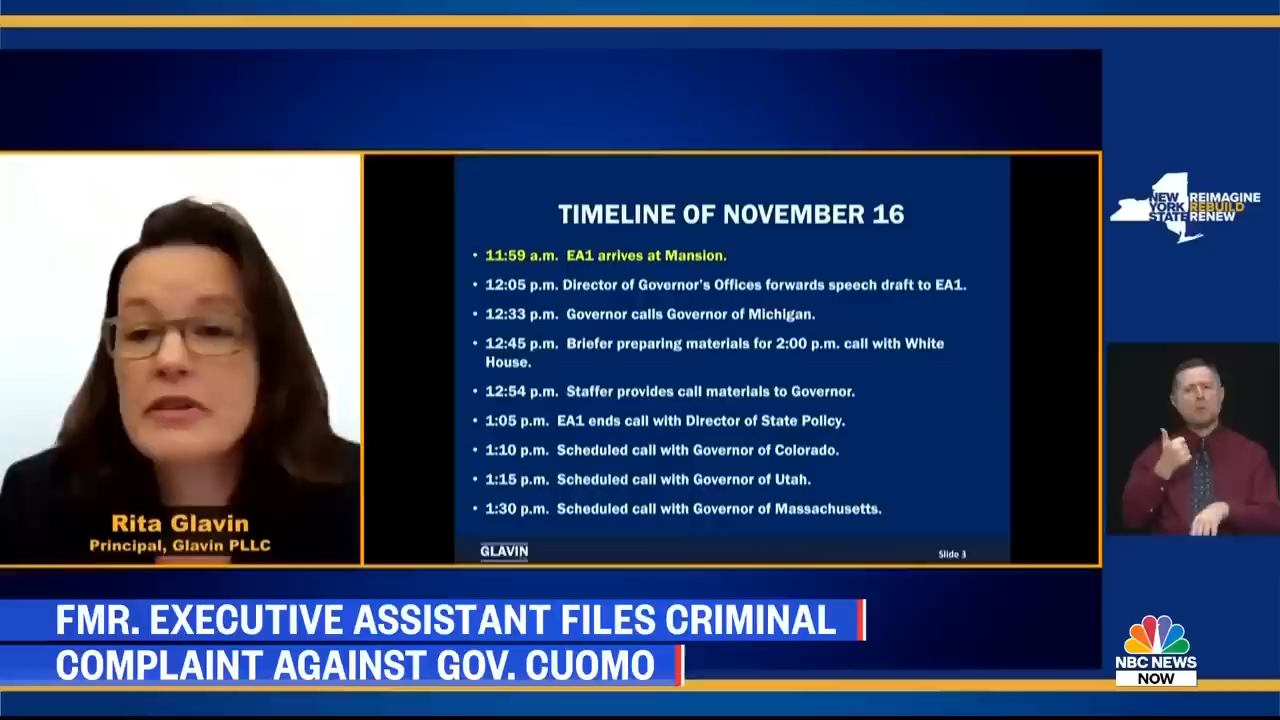 TIMELINE OF NOVEMBER 16
• 11:59 a.m. EA1 arrives at Mansion.
• 12:05 p.m. Director of Governor's Offices forwards speech draft to EA1.
• 12:33 p.m. Governor calls Governor of Michigan.
• 12:45 p.m. Briefer preparing materials for 2:00 p.m. call with White
House.
• 12:54 p.m. Staffer provides call materials to Governor.
• 1:05 p.m. EA1 ends call with Director of State Policy.
• 1:10 p.m. Scheduled call with Governor of Colorado.
• 1:15 p.m. Scheduled call with Governor of Utah.
• 1:30 p.m. Scheduled call with Governor of Massachusetts.
GLAVIN
Slide 3
Rita Glavin
Principal, Glavin PLLC
NEW
YORK
STATE
REIMAGINE
REBUILD
RENEW
FMR. EXECUTIVE ASSISTANT FILES CRIMINAL
COMPLAINT AGAINST GOV. CUOMO
NBC NEWS
NOW